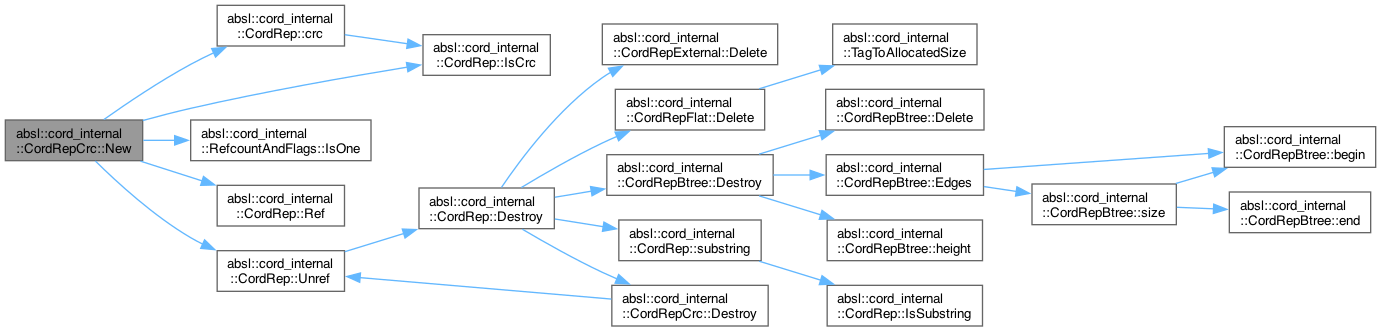 absl::cord_internal
::CordRepCrc::New
absl::cord_internal
::CordRep::crc
absl::cord_internal
::CordRep::IsCrc
absl::cord_internal
::RefcountAndFlags::IsOne
absl::cord_internal
::CordRep::Ref
absl::cord_internal
::CordRep::Unref
absl::cord_internal
::CordRep::Destroy
absl::cord_internal
::CordRepExternal::Delete
absl::cord_internal
::CordRepFlat::Delete
absl::cord_internal
::TagToAllocatedSize
absl::cord_internal
::CordRepBtree::Destroy
absl::cord_internal
::CordRepBtree::Delete
absl::cord_internal
::CordRepBtree::Edges
absl::cord_internal
::CordRepBtree::height
absl::cord_internal
::CordRepBtree::begin
absl::cord_internal
::CordRepBtree::size
absl::cord_internal
::CordRepBtree::end
absl::cord_internal
::CordRep::substring
absl::cord_internal
::CordRep::IsSubstring
absl::cord_internal
::CordRepCrc::Destroy